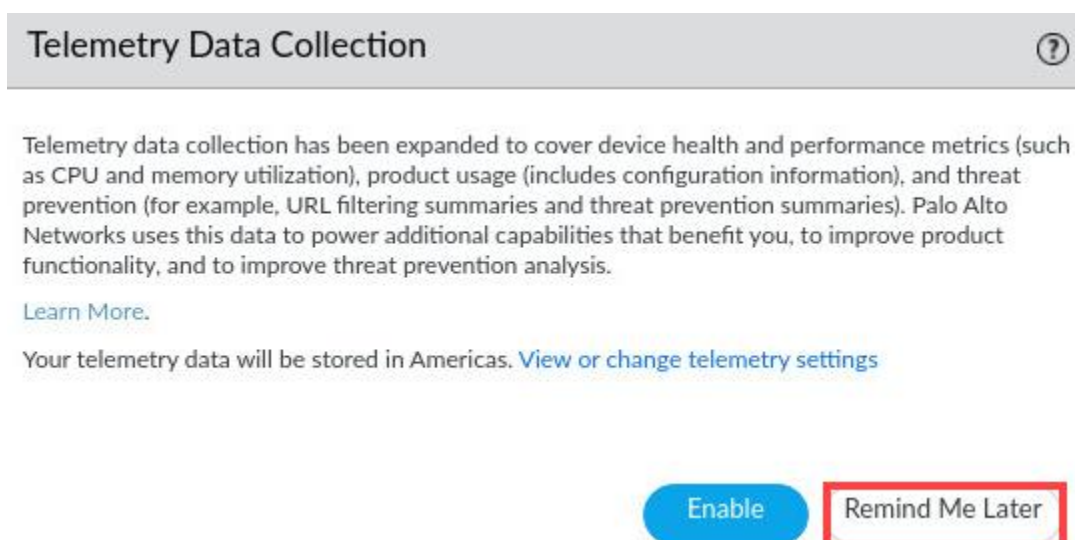 Telemetry Data Collection
?
Telemetry data collection has been expanded to cover device health and performance metrics (such
as CPU and memory utilization), product usage (includes configuration information), and threat
prevention (for example, URL filtering summaries and threat prevention summaries). Palo Alto
Networks uses this data to power additional capabilities that benefit you, to improve product
functionality, and to improve threat prevention analysis.
Learn More.
Your telemetry data will be stored in Americas. View or change telemetry settings
Enable Remind Me Later